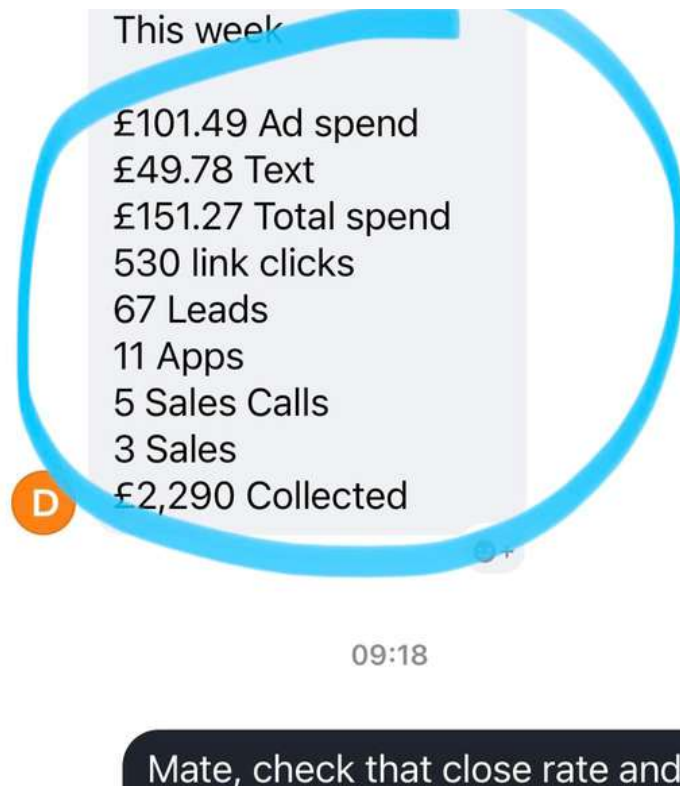 This week
£101.49 Ad spend
£49.78 Text
£151.27 Total spend
530 link clicks
67 Leads
11 Apps
5 Sales Calls
3 Sales
£2,290 Collected
D
09:18
Mate, check that close rate and